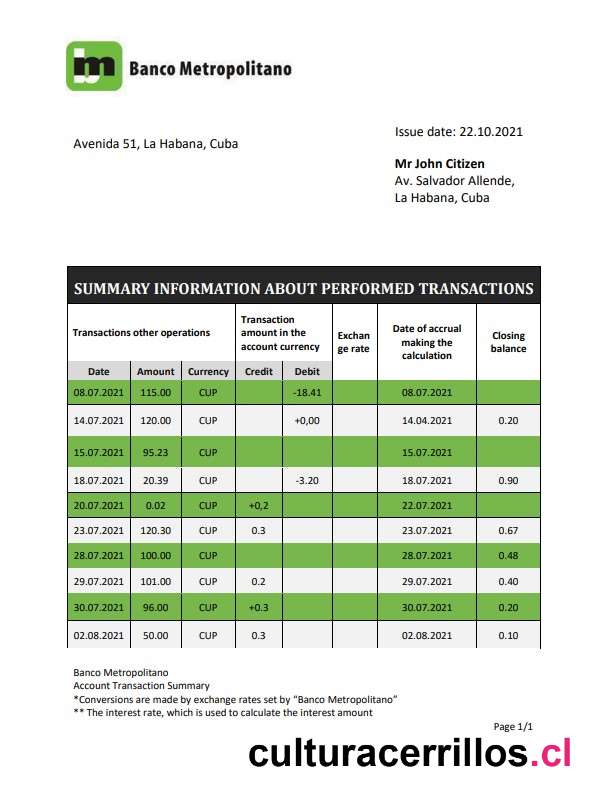 bm Banco Metropolitano
Avenida 51, La Habana, Cuba
Issue date: 22.10.2021
Mr John Citizen
Av. Salvador Allende,
La Habana, Cuba
SUMMARY INFORMATION ABOUT PERFORMED TRANSACTIONS
Transactions other operations
Transaction
amount in the
account currency
Exchan
ge rate
Date of accrual
making the
calculation
Closing
balance
Date Amount Currency Credit Debit
08.07.2021 115.00 CUP -18.41 08.07.2021
14.07.2021 120.00 CUP +0,00 14.04.2021 0.20
15.07.2021 95.23 CUP 15.07.2021
18.07.2021 20.39 CUP -3.20 18.07.2021 0.90
20.07.2021 0.02 CUP +0,2 22.07.2021
23.07.2021 120.30 CUP 0.3 23.07.2021 0.67
28.07.2021 100.00 CUP 28.07.2021 0.48
29.07.2021 101.00 CUP 0.2 29.07.2021 0.40
30.07.2021 96.00 CUP +0.3 30.07.2021 0.20
02.08.2021 50.00 CUP 0.3 02.08.2021 0.10
Banco Metropolitano
Account Transaction Summary
*Conversions are made by exchange rates set by “Banco Metropolitano”
** The interest rate, which is used to calculate the interest amount
Page 1/1
culturacerrillos.cl